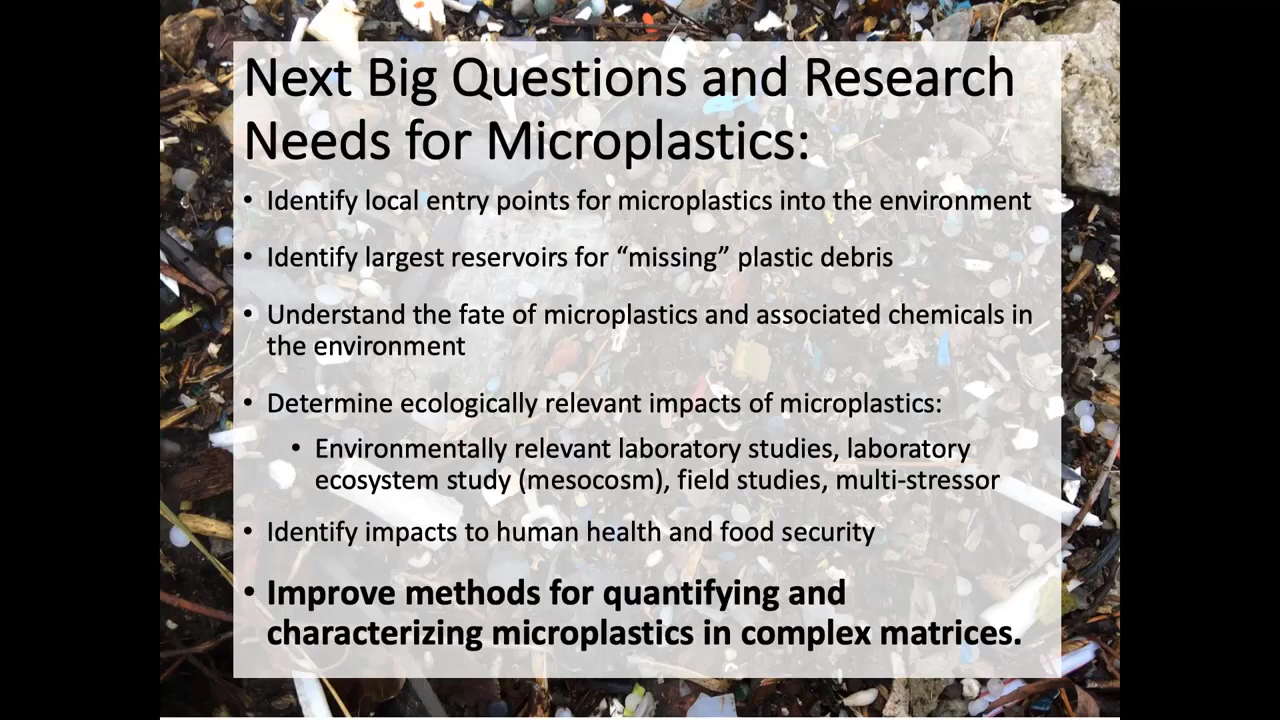 Next Big Questions and Research
Needs for Microplastics:
• Identify local entry points for microplastics into the environment
• Identify largest reservoirs for “missing” plastic debris
• Understand the fate of microplastics and associated chemicals in
the environment
• Determine ecologically relevant impacts of microplastics:
• Environmentally relevant laboratory studies, laboratory
ecosystem study (mesocosm), field studies, multi-stressor
• Identify impacts to human health and food security
• Improve methods for quantifying and
characterizing microplastics in complex matrices.